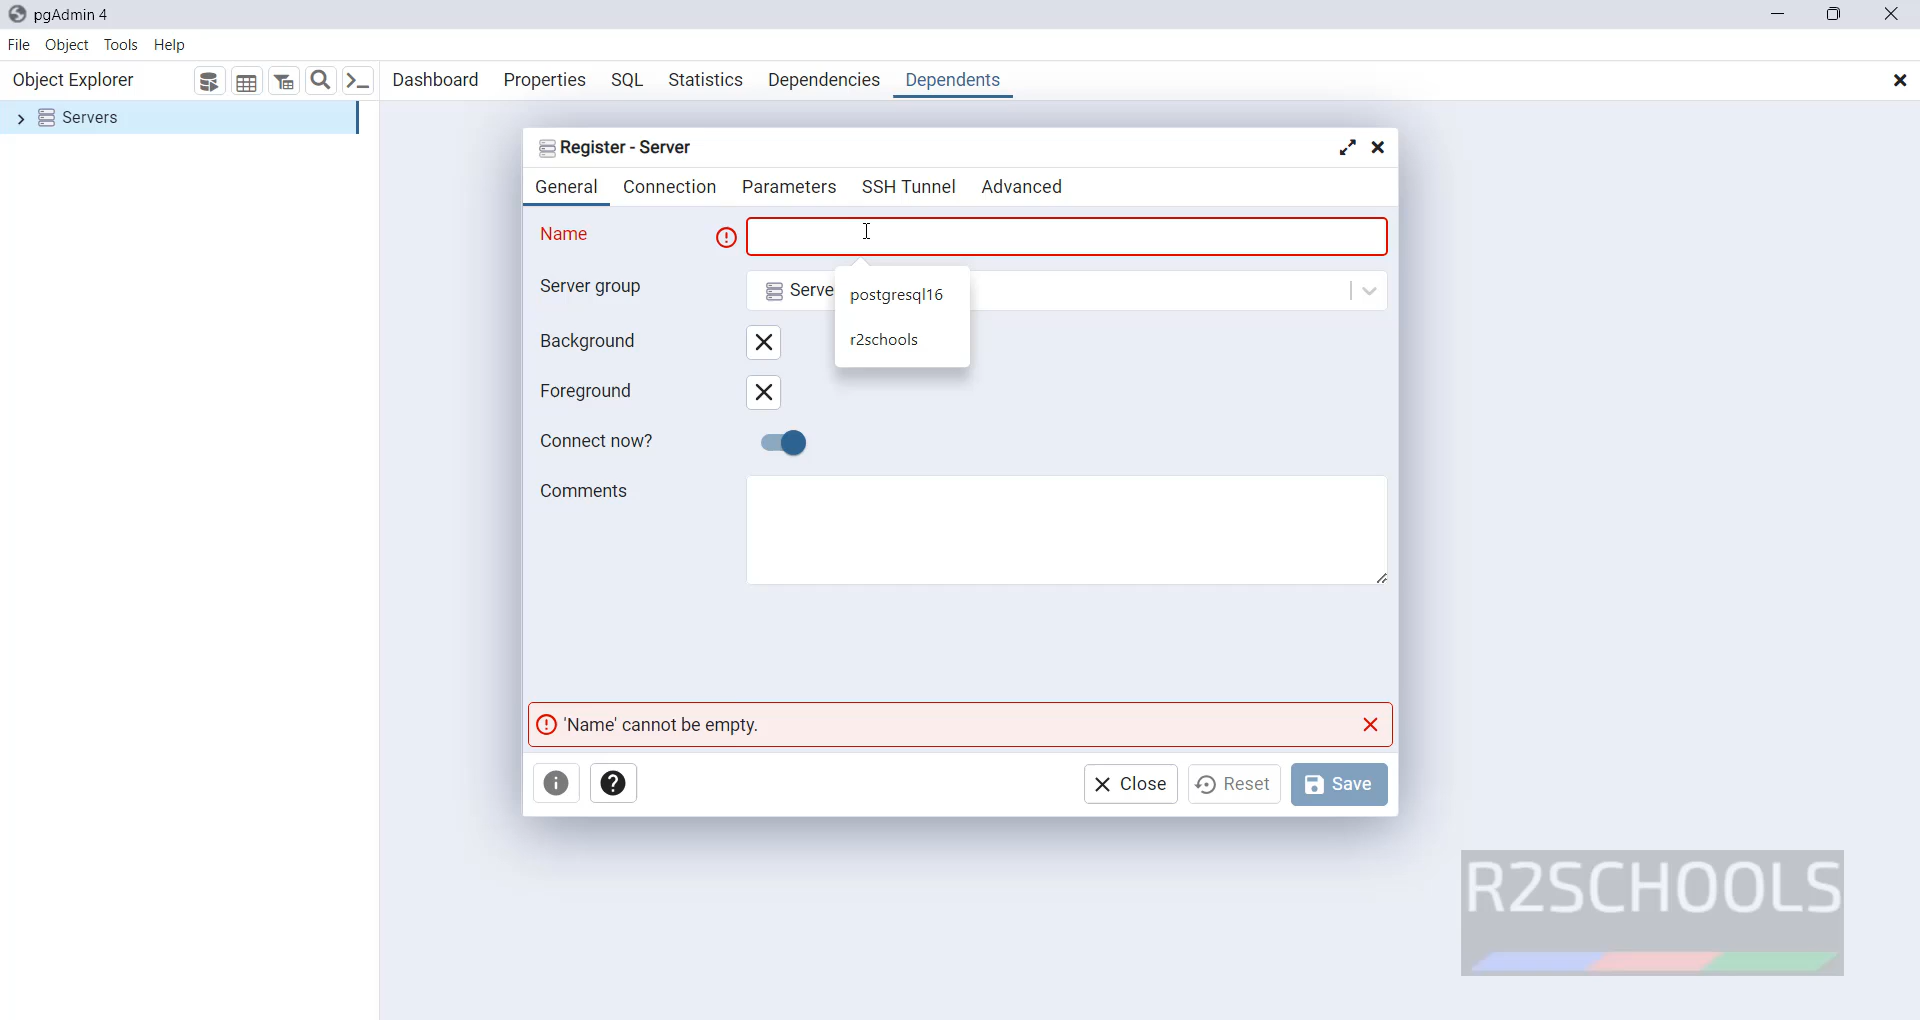 pgAdmin 4
File Object Tools Help
Object Explorer
Dashboard Properties SQL Statistics Dependencies Dependents
Servers
Register - Server
General Connection Parameters SSH Tunnel Advanced
Name
Server group
Serve
postgresql16
r2schools
Background
Foreground
Connect now?
Comments
'Name' cannot be empty.
Close Reset Save
R2SCHOOLS